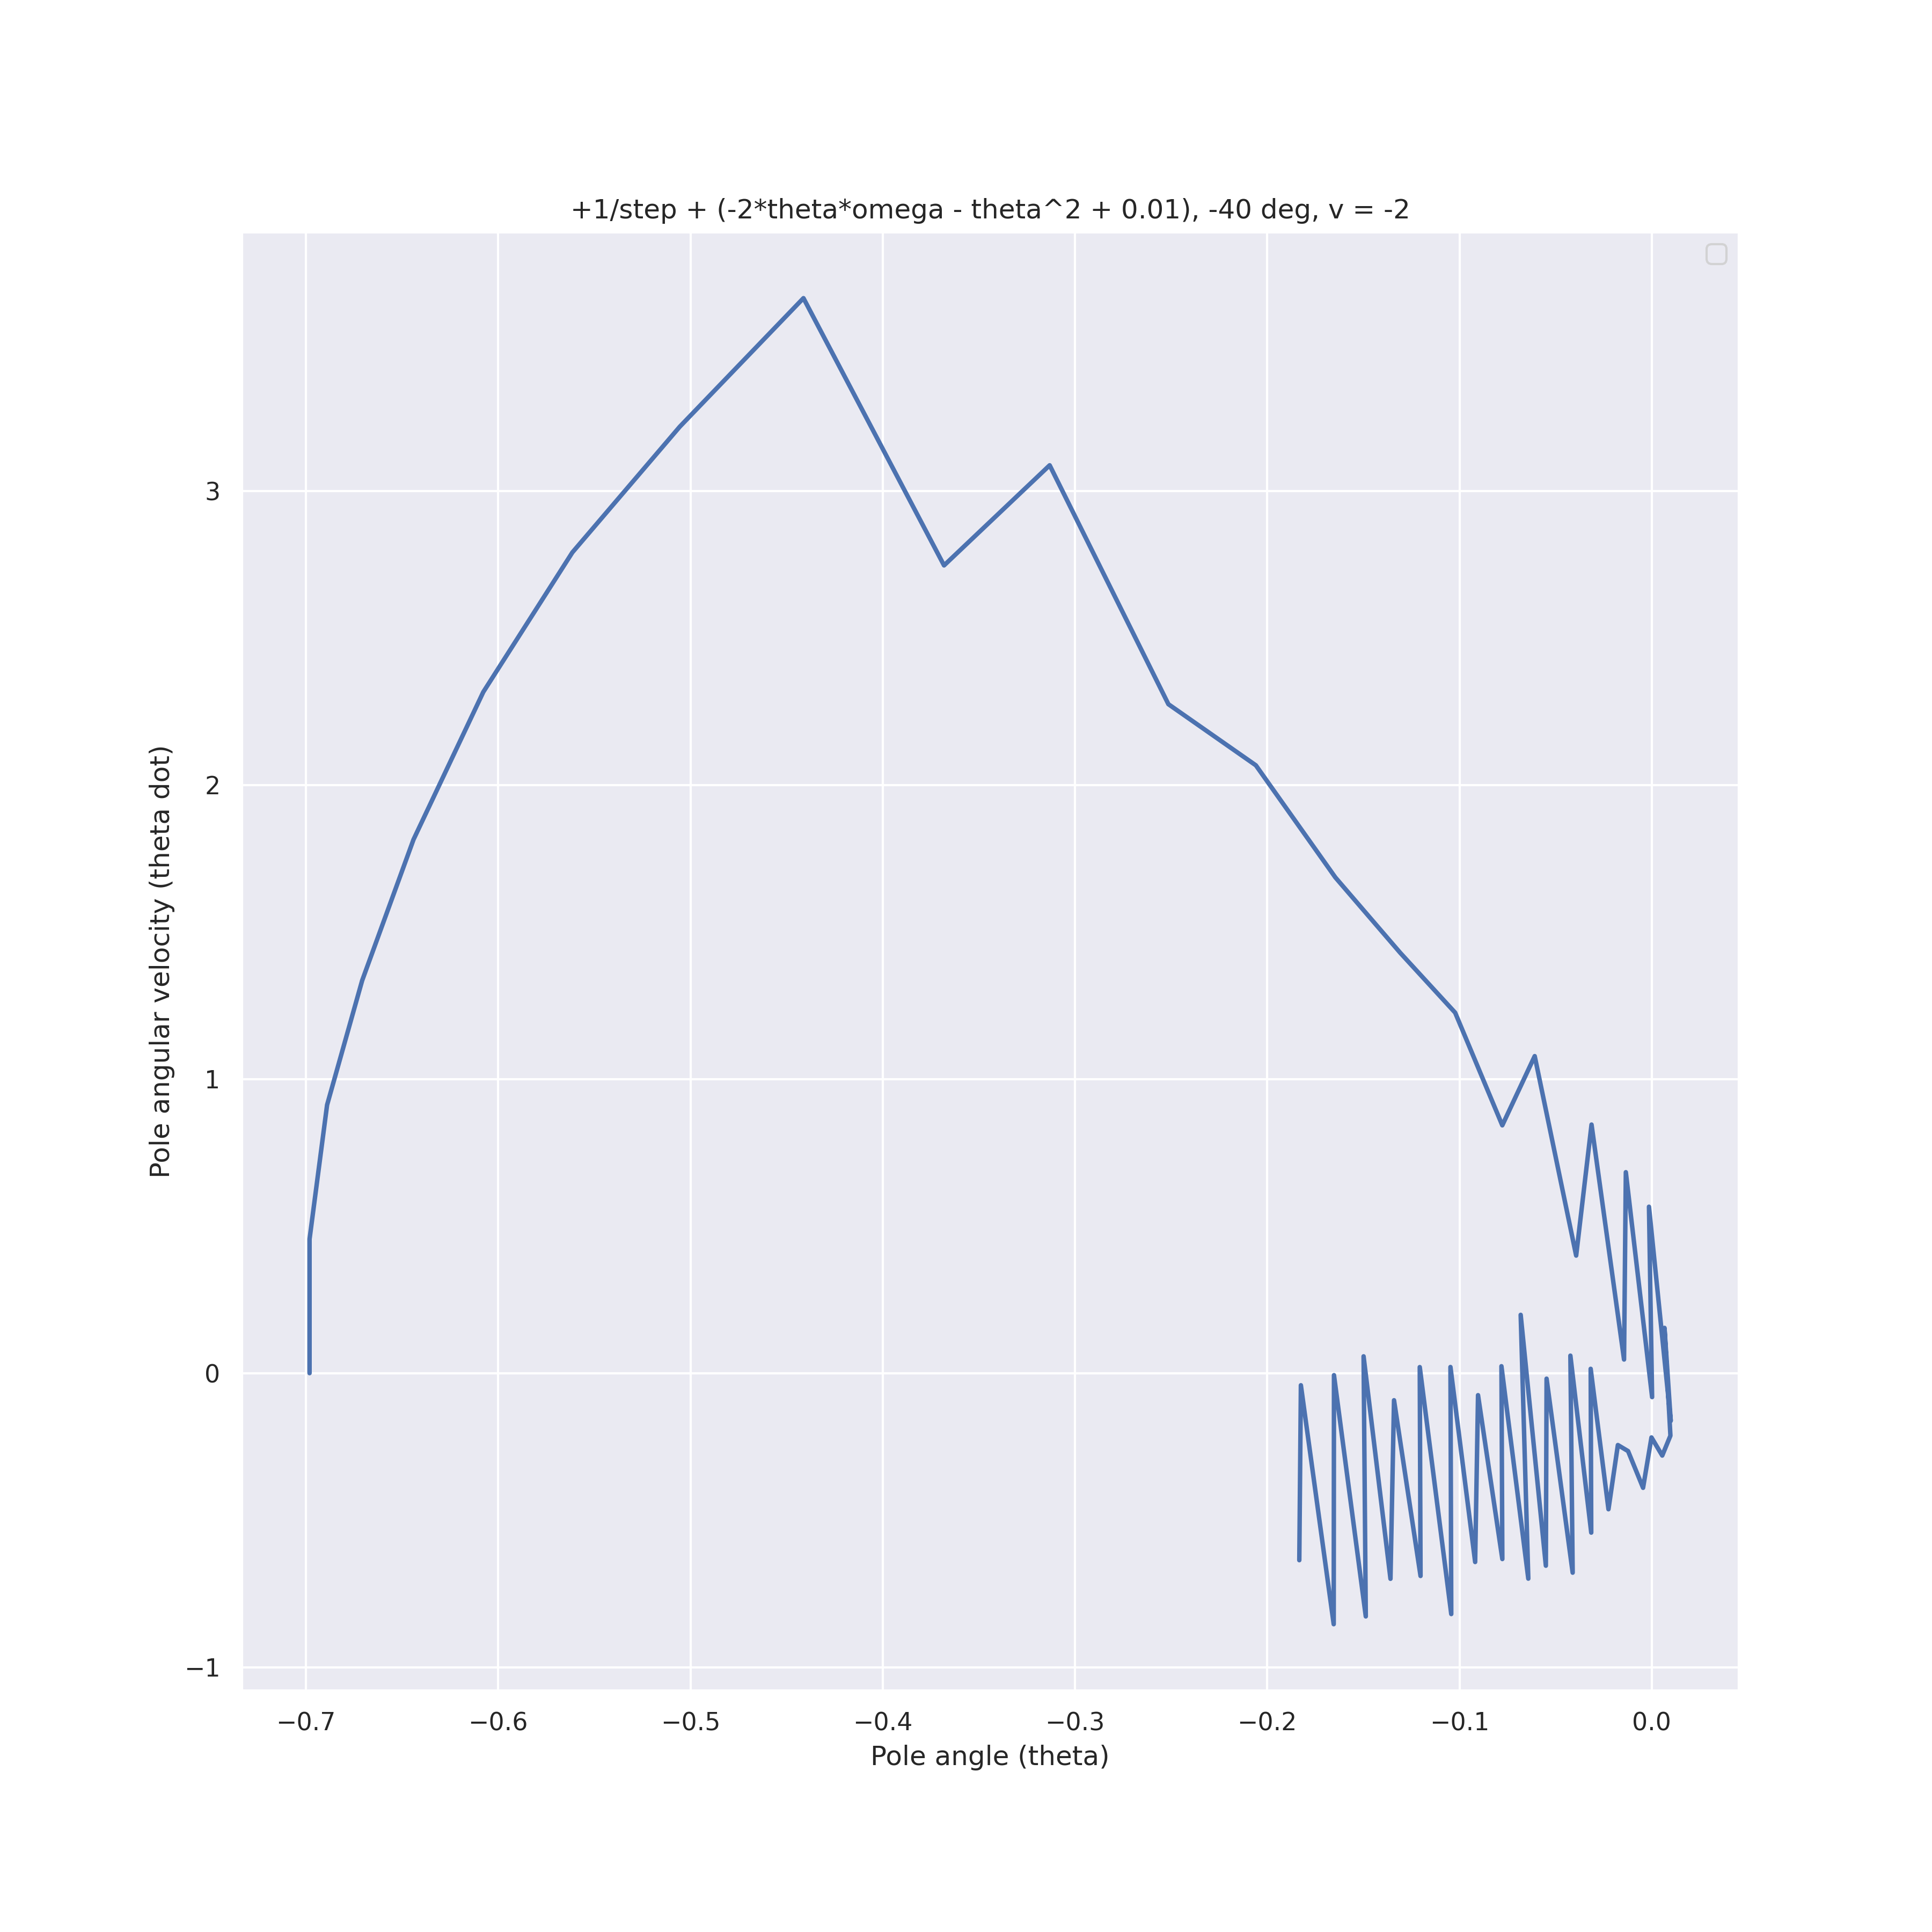 +1/step + (-2*theta*omega - theta^2 + 0.01), -40 deg, v = -2
Pole angular velocity (theta dot)
3
2
1
0
−1
−0.7 −0.6 −0.5 −0.4 −0.3 −0.2 −0.1 0.0
Pole angle (theta)